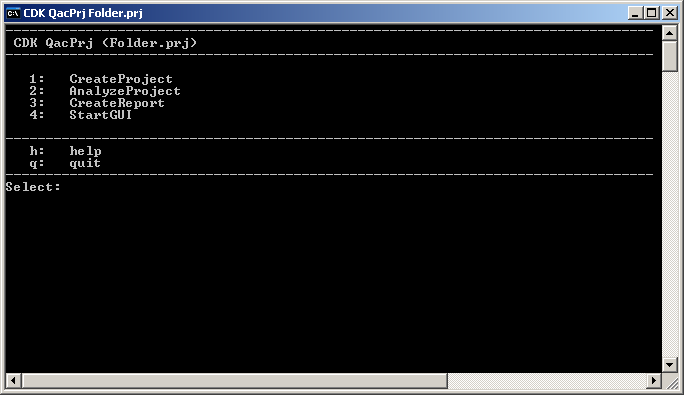 CDK QacPrj Folder.prj
CDK QacPrj (Folder.prj)
1: CreateProject
2: AnalyzeProject
3: CreateReport
4: StartGUI
h: help
q: quit
Select: